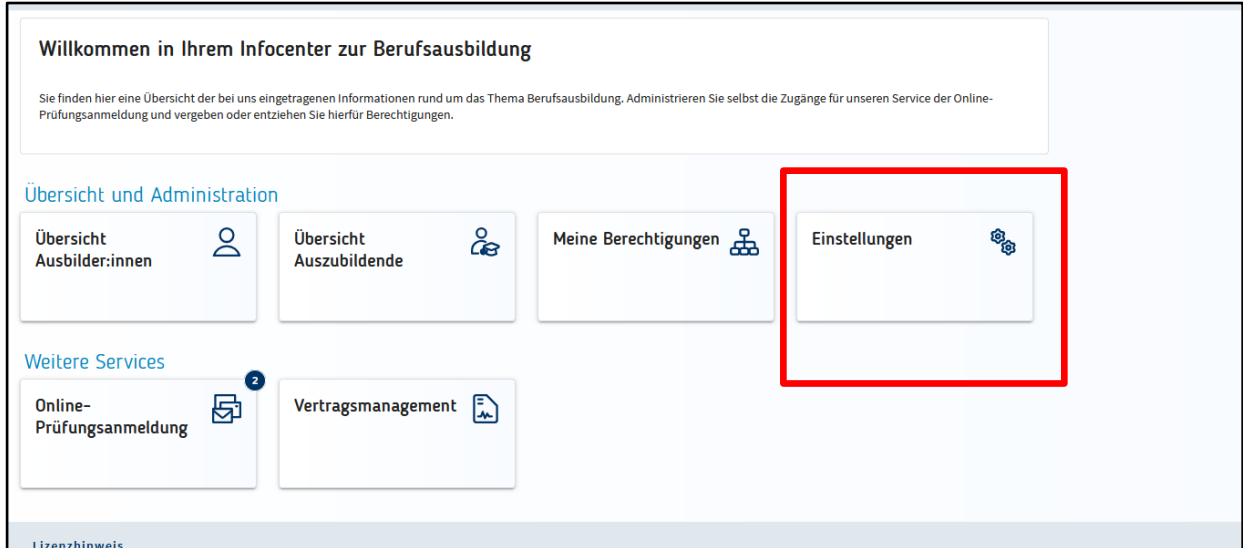 Willkommen in Ihrem Infocenter zur Berufsausbildung
Sie finden hier eine Übersicht der bei uns eingetragenen Informationen rund um das Thema Berufsausbildung. Administrieren Sie selbst die Zugänge für unseren Service der Online-
Prüfungsanmeldung und vergeben oder entziehen Sie hierfür Berechtigungen.
Übersicht und Administration
Übersicht
Ausbilder:innen
Übersicht
Auszubildende
Meine Berechtigungen
Einstellungen
Weitere Services
2
Online-
Prüfungsanmeldung
Vertragsmanagement
Lizenzhinweis